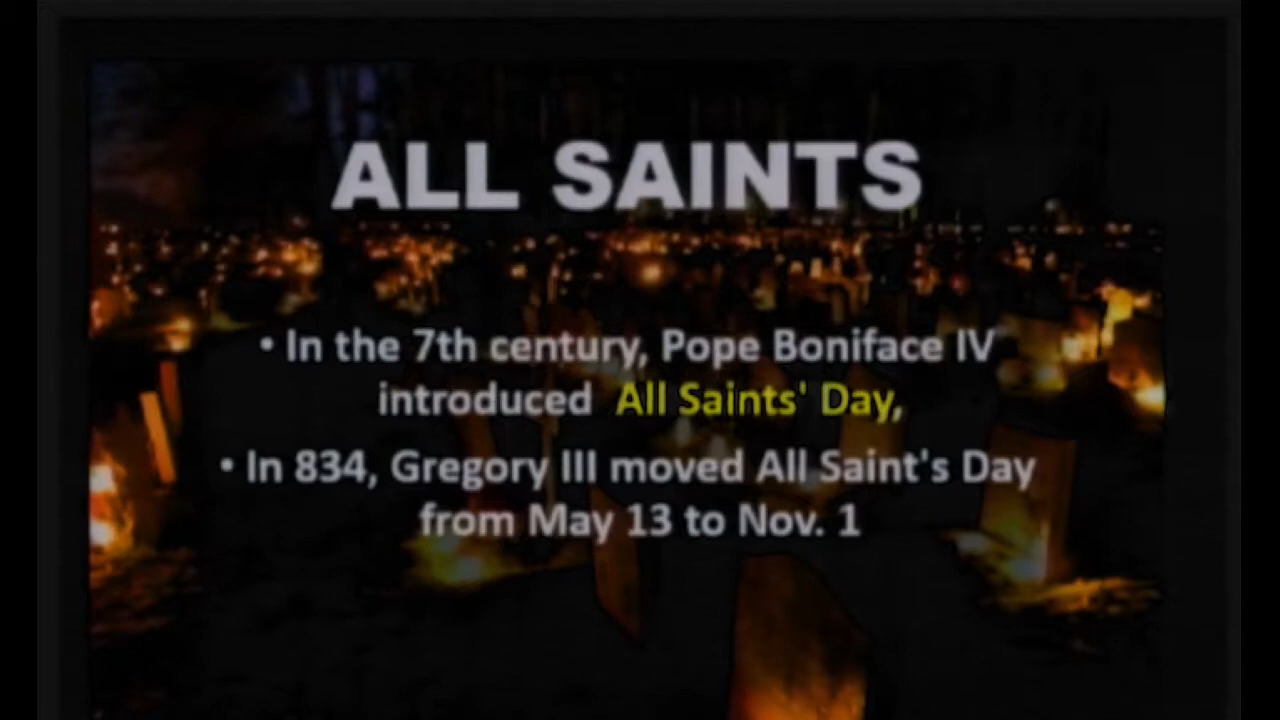 ALL SAINTS
• In the 7th century, Pope Boniface IV
introduced All Saints' Day,
• In 834, Gregory III moved All Saint's Day
from May 13 to Nov. 1